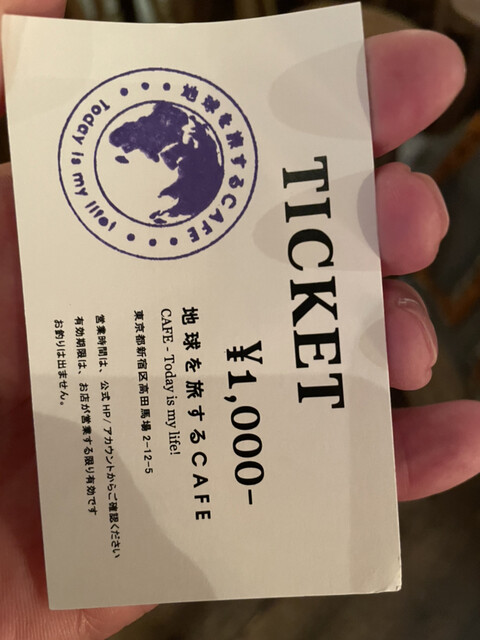 TICKET
¥1,000-
地球を旅するCAFE
CAFE - Today is my life!
東京都新宿区高田馬場 2-12-5
営業時間は、公式 HP / アカウントからご確認ください
有効期限は、お店が営業する限り有効です
お釣りは出ません。
地球を旅するCAFE
Today is my life!